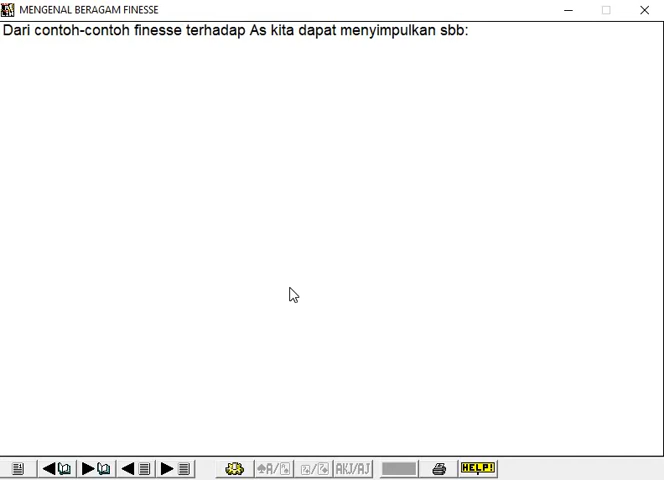 MENGENAL BERAGAM FINESSE
Dari contoh-contoh finesse terhadap As kita dapat menyimpulkan sbb:
AKJ/AJ
HELP!